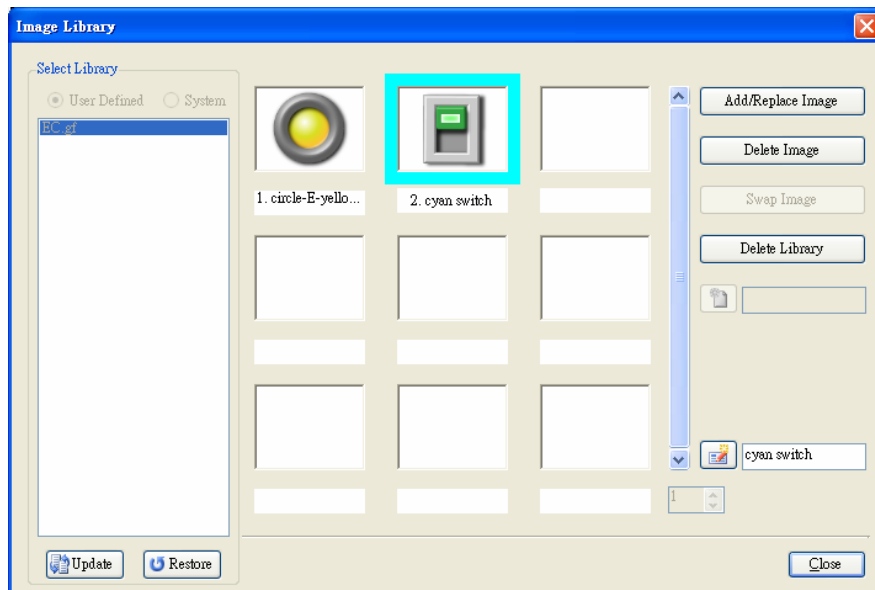 Image Library
Select Library
User Defined System
EC.gf
1. circle-E-yello...
2. cyan switch
Add/Replace Image
Delete Image
Swap Image
Delete Library
cyan switch
1
Update Restore
Close